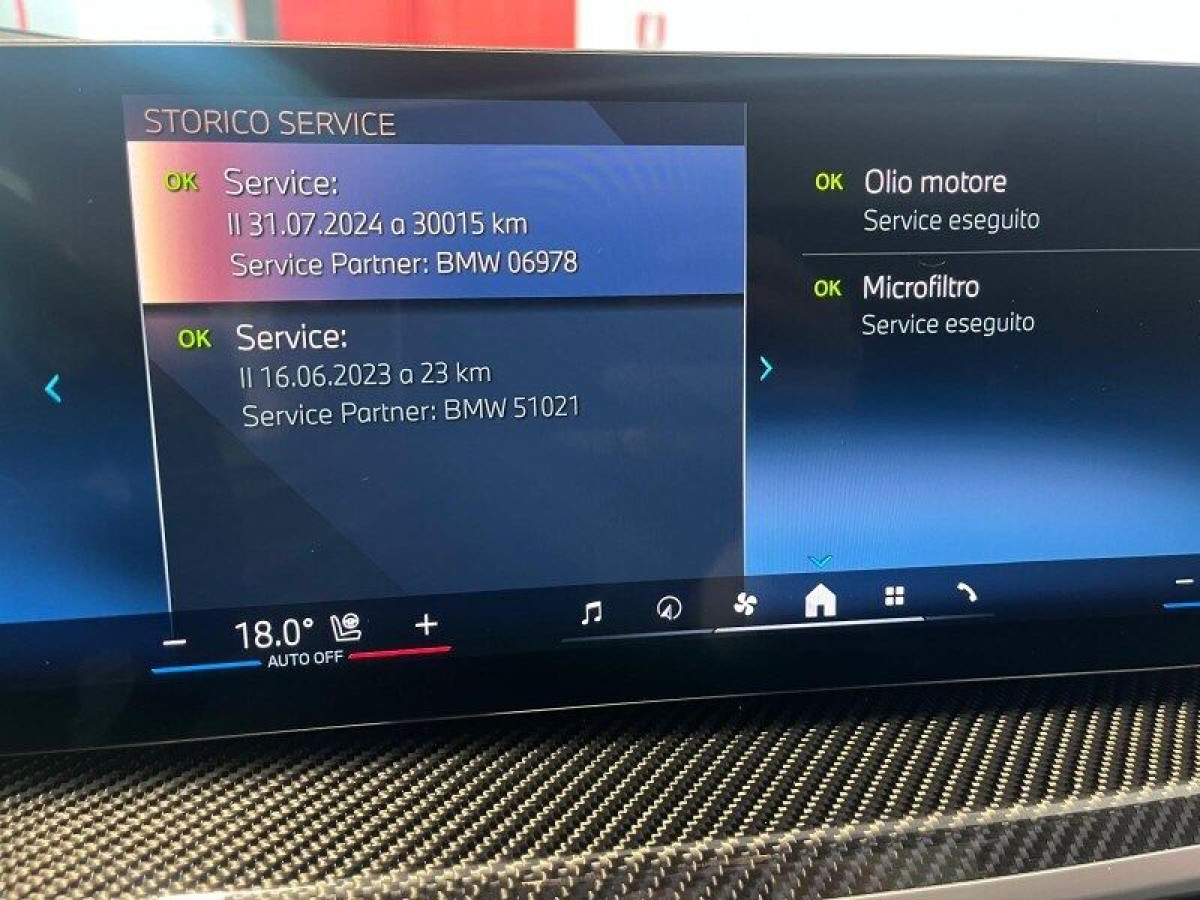 STORICO SERVICE
OK Service:
Il 31.07.2024 a 30015 km
Service Partner: BMW 06978
OK Service:
Il 16.06.2023 a 23 km
Service Partner: BMW 51021
OK Olio motore
Service eseguito
OK Microfiltro
Service eseguito
− 18.0° +
AUTO OFF